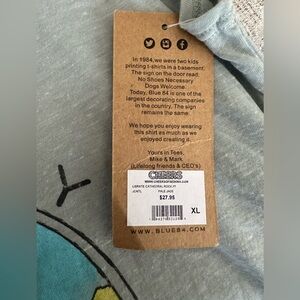 In 1984, we were two kids
printing t-shirts in a basement.
The sign on the door read:
No Shoes Necessary
Dogs Welcome.
Today, Blue 84 is one of the
largest decorating companies
in the country. The sign
remains the same.
We hope you enjoy wearing
this shirt as much as we
enjoyed creating it.
Yours in Tees,
Mike & Mark
(Lifelong friends & CEO's)
CHEERS
PALE JADE
$27.95
XL
WWW.BLUE84.COM